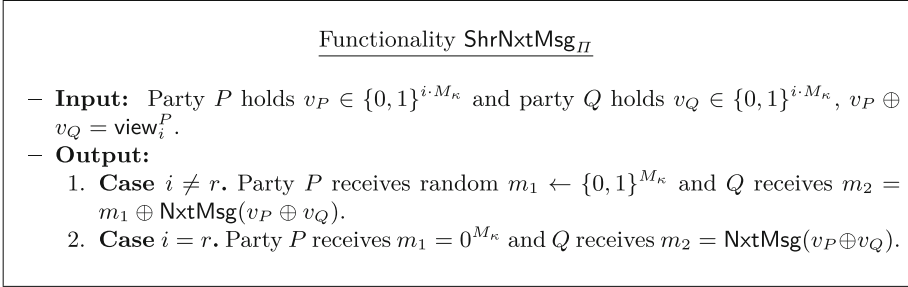 Functionality ShrNxtMsg_Π
– Input: Party P holds v_P ∈ {0, 1}^{i·M_κ} and party Q holds v_Q ∈ {0, 1}^{i·M_κ}, v_P ⊕
v_Q = view_i^P.
– Output:
1. Case i ≠ r. Party P receives random m_1 ← {0, 1}^{M_κ} and Q receives m_2 =
m_1 ⊕ NxtMsg(v_P ⊕ v_Q).
2. Case i = r. Party P receives m_1 = 0^{M_κ} and Q receives m_2 = NxtMsg(v_P⊕v_Q).